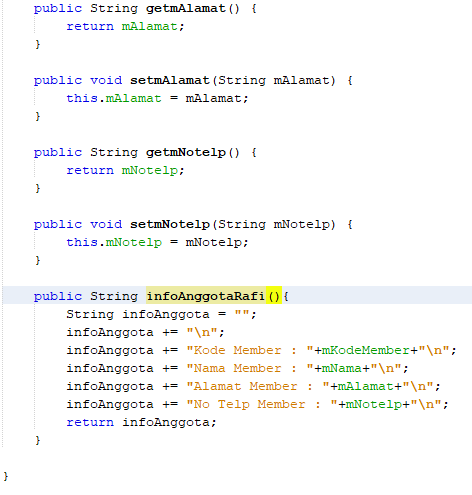 public String getmAlamat() {
return mAlamat;
}
public void setmAlamat(String mAlamat) {
this.mAlamat = mAlamat;
}
public String getmNotelp() {
return mNotelp;
}
public void setmNotelp(String mNotelp) {
this.mNotelp = mNotelp;
}
public String infoAnggotaRafi(){
String infoAnggota = "";
infoAnggota += "\n";
infoAnggota += "Kode Member : "+mKodeMember+"\n";
infoAnggota += "Nama Member : "+mNama+"\n";
infoAnggota += "Alamat Member : "+mAlamat+"\n";
infoAnggota += "No Telp Member : "+mNotelp+"\n";
return infoAnggota;
}
}